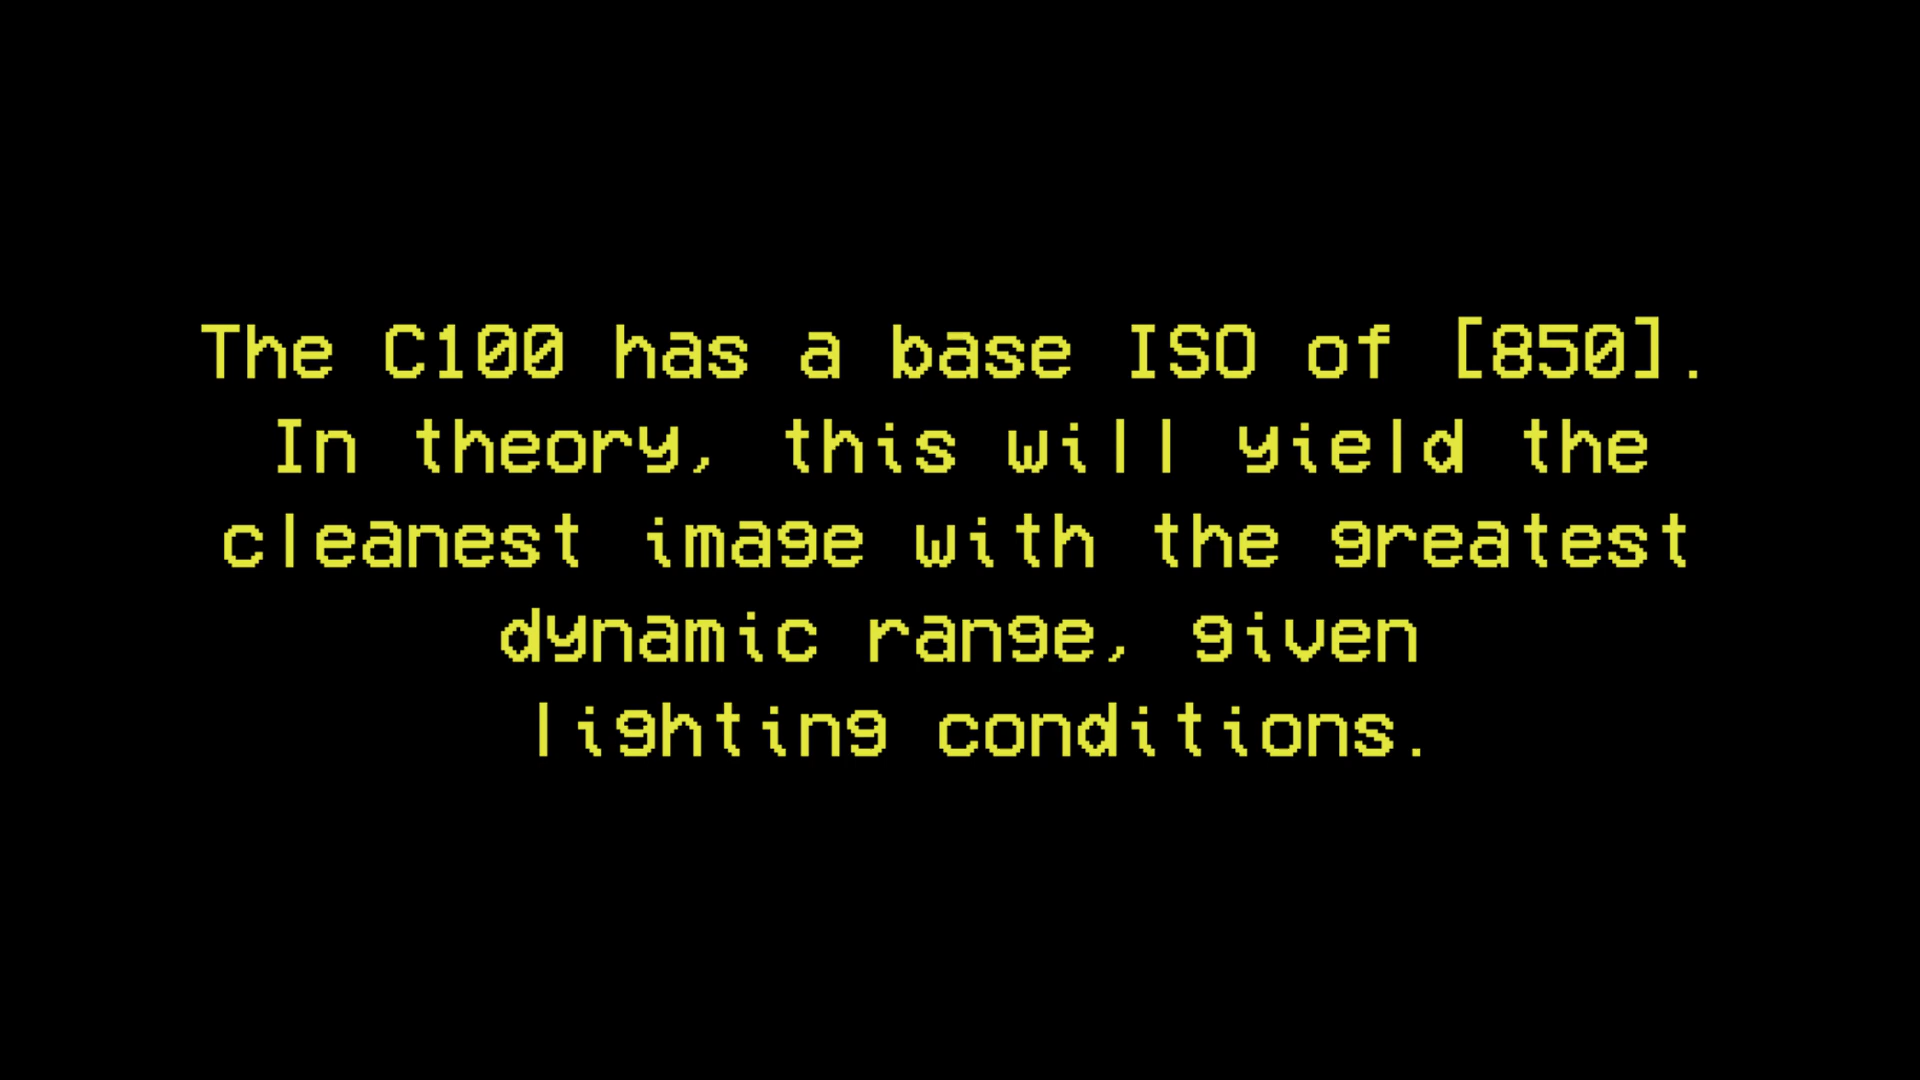 The C100 has a base ISO of [850].
In theory, this will yield the
cleanest image with the greatest
dynamic range, given
lighting conditions.